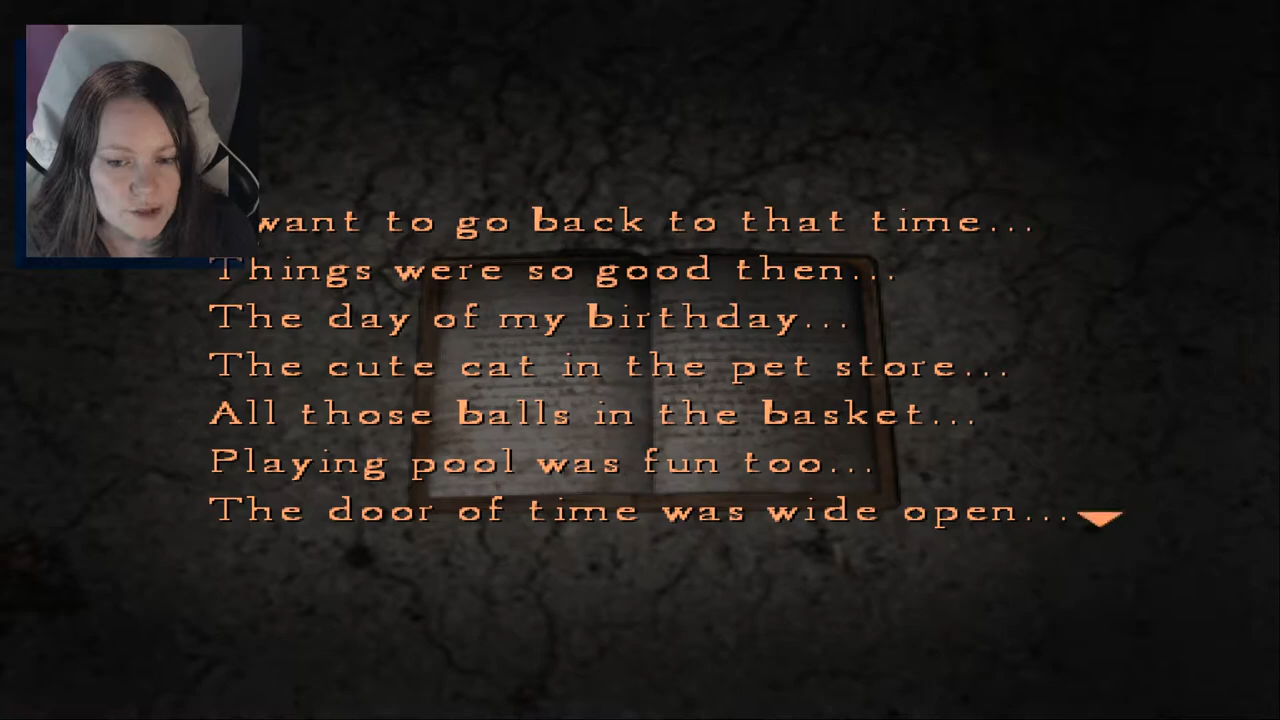 want to go back to that time...
Things were so good then...
The day of my birthday...
The cute cat in the pet store...
All those balls in the basket...
Playing pool was fun too...
The door of time was wide open...